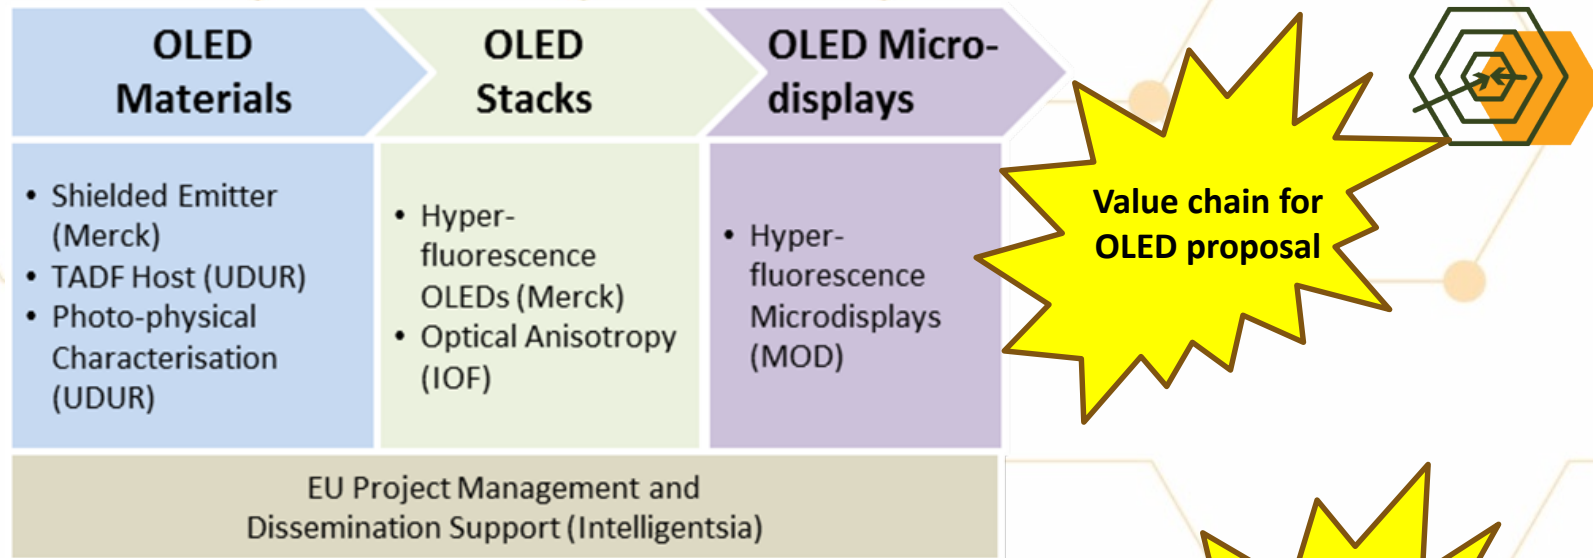 OLED
Materials
OLED
Stacks
OLED Micro-
displays
• Shielded Emitter
(Merck)
• TADF Host (UDUR)
• Photo-physical
Characterisation
(UDUR)
• Hyper-
fluorescence
OLEDs (Merck)
• Optical Anisotropy
(IOF)
• Hyper-
fluorescence
Microdisplays
(MOD)
Value chain for
OLED proposal
EU Project Management and
Dissemination Support (Intelligentsia)